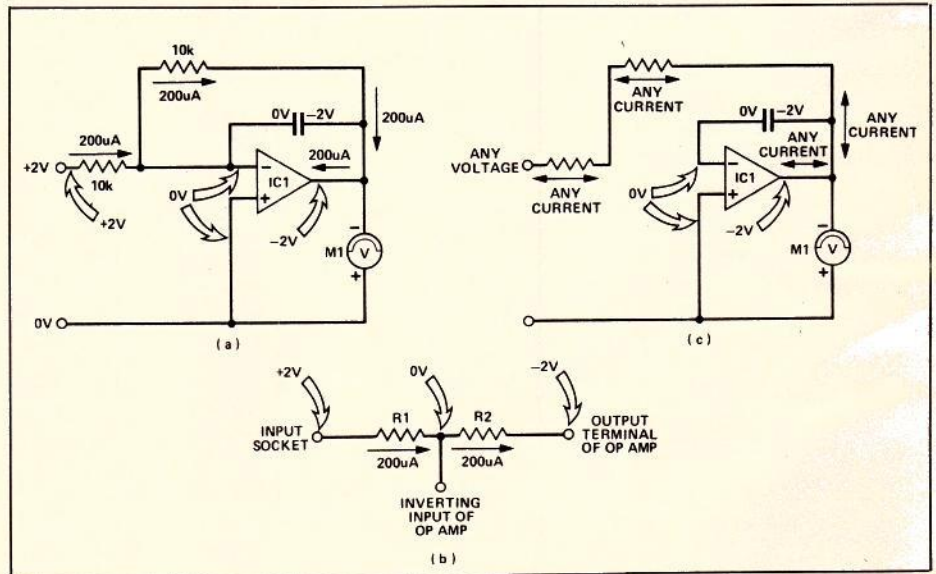 10k
200uA
0V
-2V
200uA
200uA
+2V
10k
200uA
IC1
-
+
0V
+2V
-2V
-
M1
V
+
0V
(a)
ANY
CURRENT
0V
-2V
ANY
CURRENT
ANY
CURRENT
ANY
VOLTAGE
-
+
IC1
ANY
CURRENT
0V
-2V
-
M1
V
+
(c)
+2V
0V
-2V
R1
R2
INPUT
SOCKET
OUTPUT
TERMINAL
OF OP AMP
200uA
200uA
INVERTING
INPUT OF
OP AMP
(b)